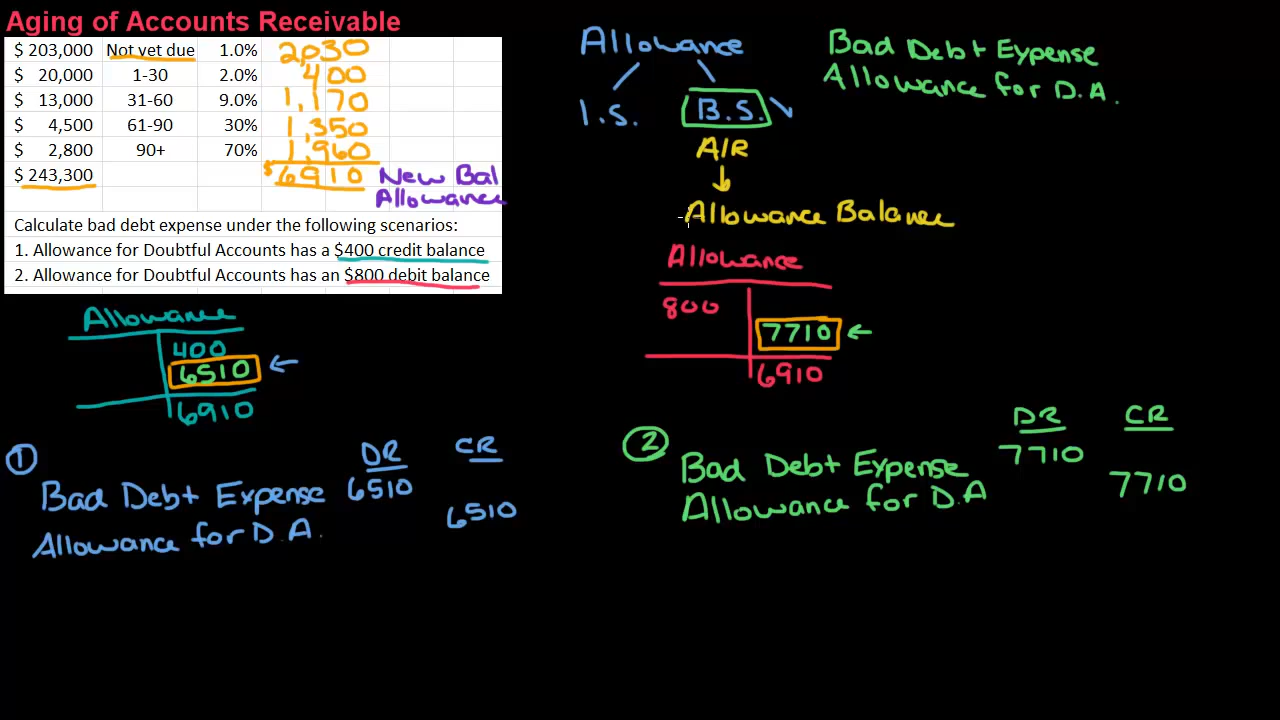 Aging of Accounts Receivable
$ 203,000 Not yet due 1.0% 2,030
$ 20,000 1-30 2.0% 400
$ 13,000 31-60 9.0% 1,170
$ 4,500 61-90 30% 1,350
$ 2,800 90+ 70% 1,960
$ 243,300 $6910 New Bal
Allowance
Calculate bad debt expense under the following scenarios:
1. Allowance for Doubtful Accounts has a $400 credit balance
2. Allowance for Doubtful Accounts has an $800 debit balance
Allowance
I.S. B.S.
A/R
Allowance Balance
Bad Debt Expense
Allowance for D.A.
Allowance
400
6510
6910
Allowance
800
7710
6910
1 DR CR
Bad Debt Expense 6510
Allowance for D.A. 6510
2 DR CR
Bad Debt Expense 7710
Allowance for D.A 7710